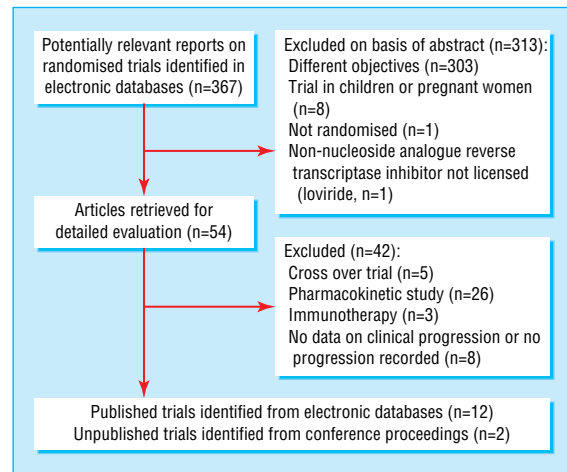 Potentially relevant reports on
randomised trials identified in
electronic databases (n=367)
Excluded on basis of abstract (n=313):
Different objectives (n=303)
Trial in children or pregnant women
(n=8)
Not randomised (n=1)
Non-nucleoside analogue reverse
transcriptase inhibitor not licensed
(loviride, n=1)
Articles retrieved for
detailed evaluation (n=54)
Excluded (n=42):
Cross over trial (n=5)
Pharmacokinetic study (n=26)
Immunotherapy (n=3)
No data on clinical progression or no
progression recorded (n=8)
Published trials identified from electronic databases (n=12)
Unpublished trials identified from conference proceedings (n=2)